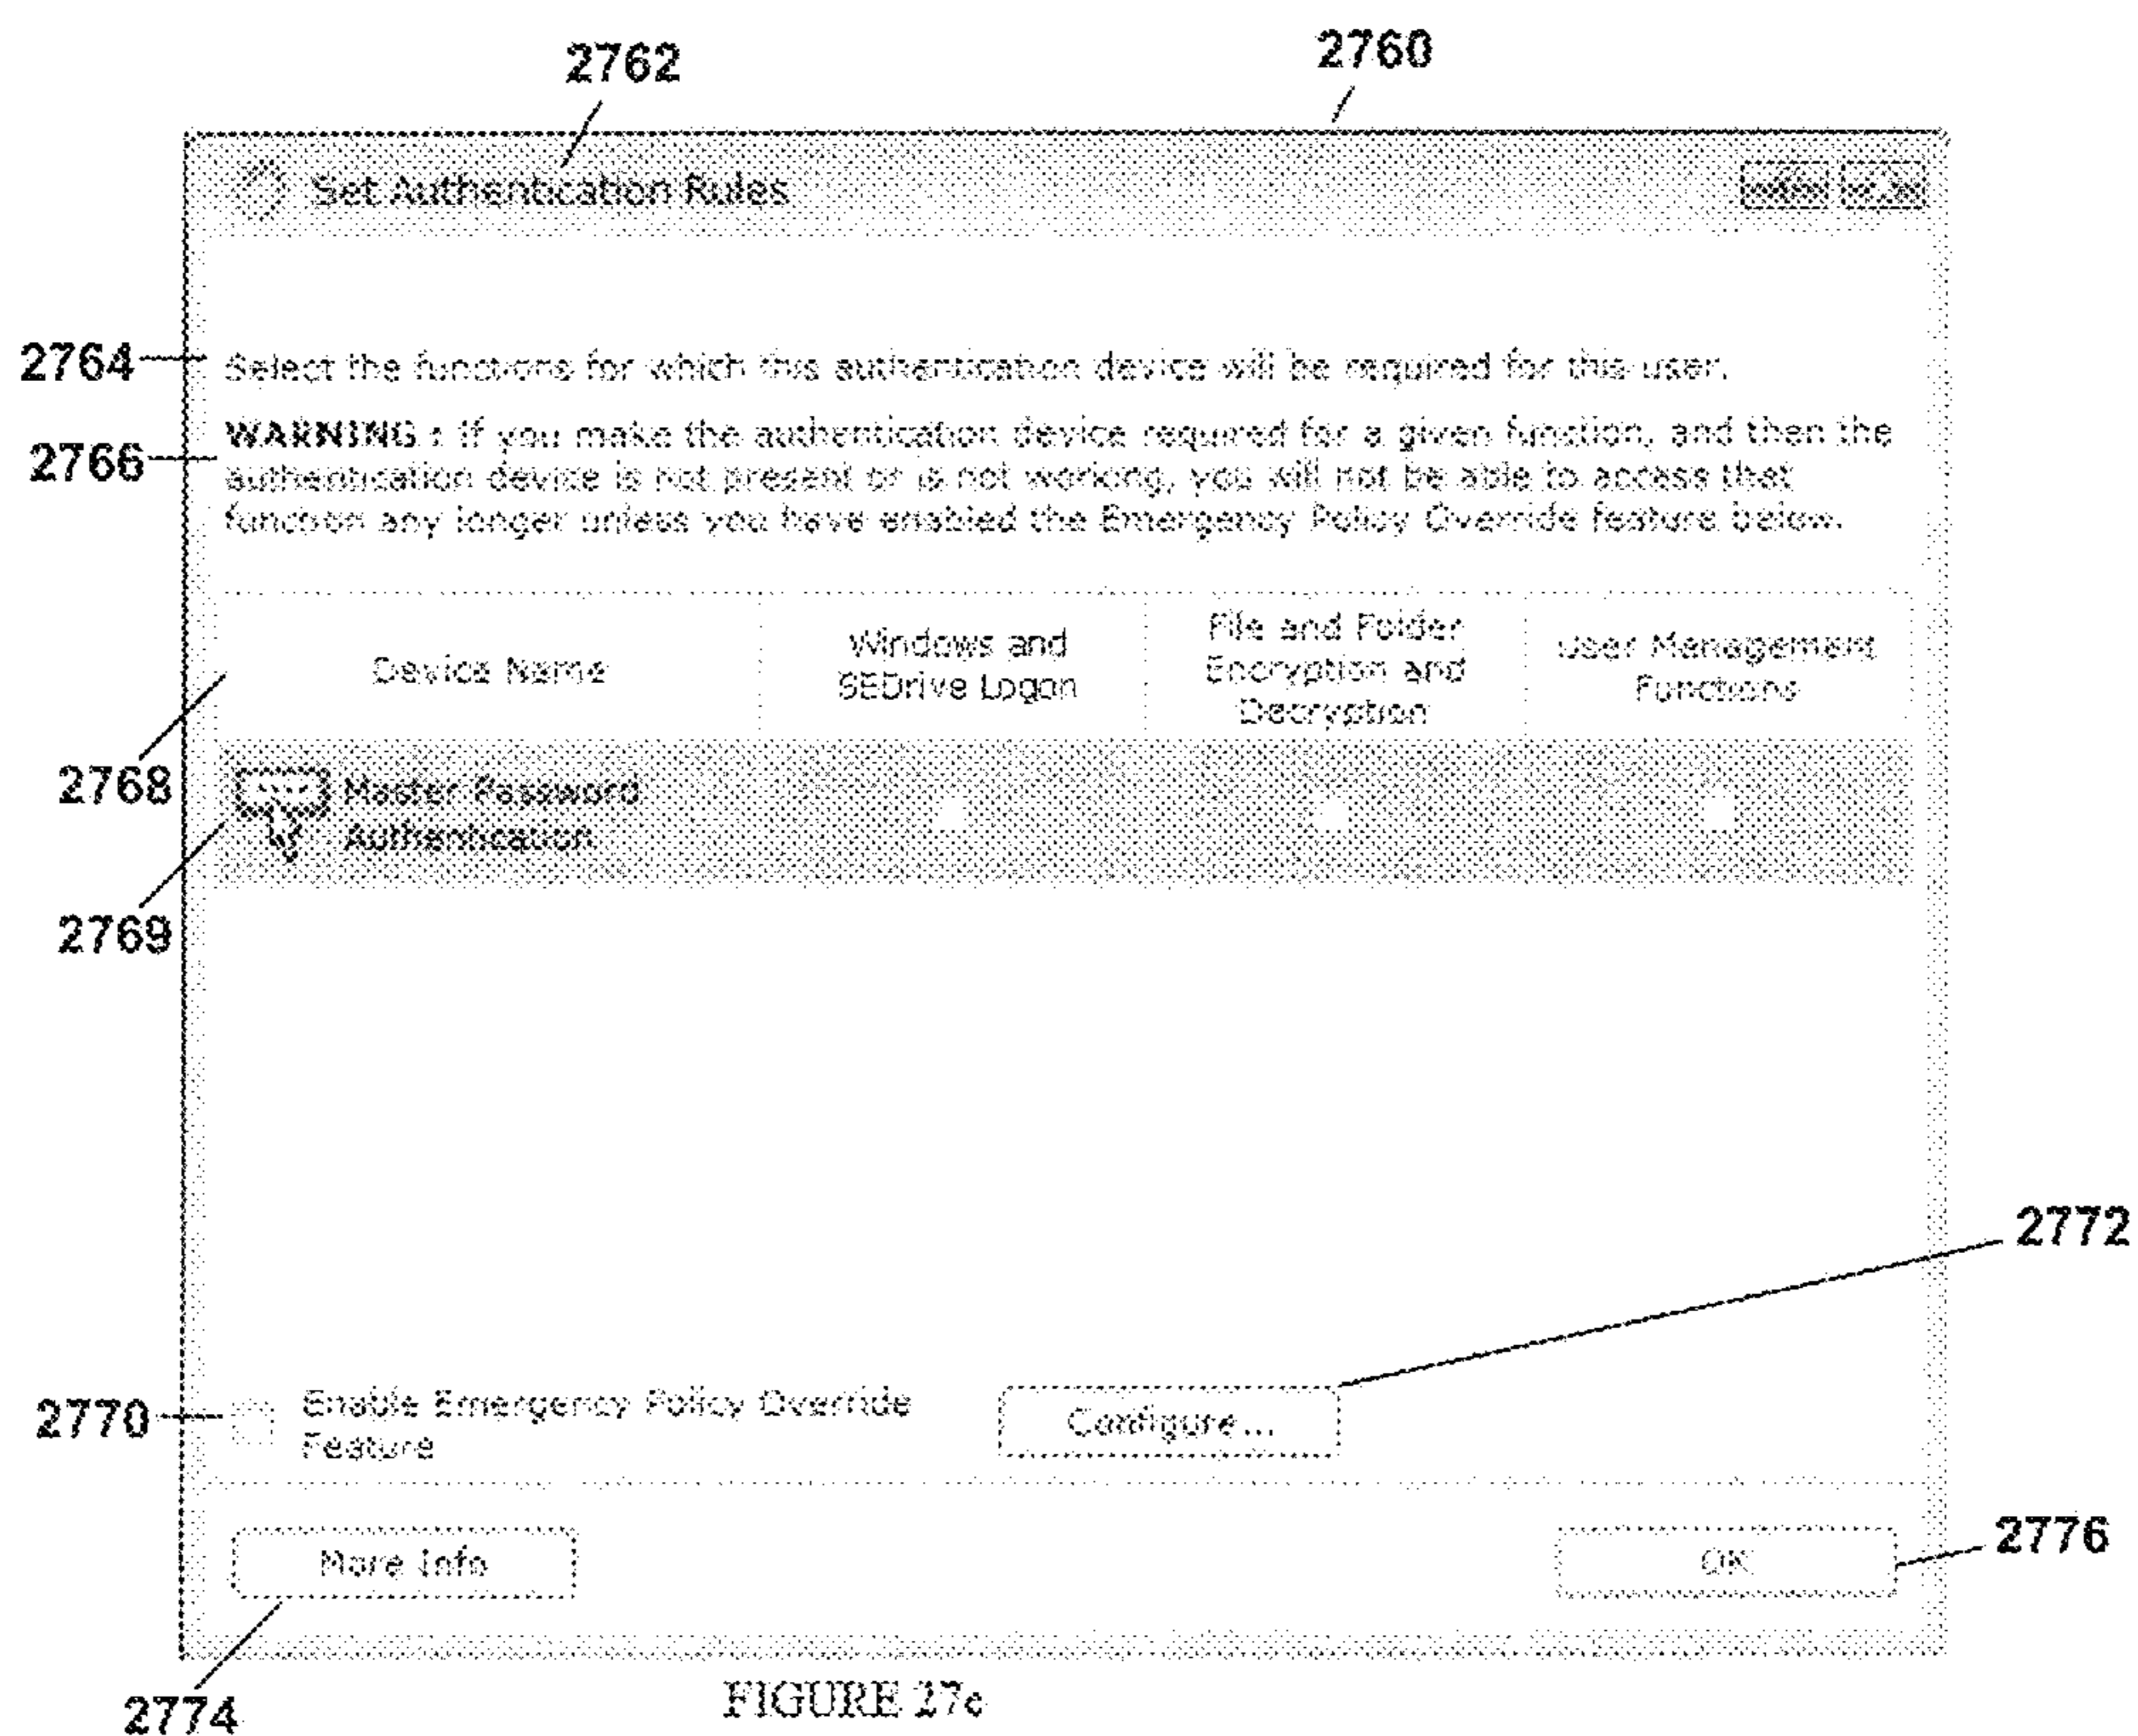 2762
2760
Set Authentication Rules
2764
Select the functions for which this authentication device will be required for this user.
2766
WARNING : If you make the authentication device required for a given function, and then the
authentication device is not present or is not working, you will not be able to access that
function any longer unless you have enabled the Emergency Policy Override feature below.
Device Name
Windows and
SEDrive Logon
File and Folder
Encryption and
Decryption
User Management
Functions
2768
Master Password
Authentication
2769
2772
2770
Enable Emergency Policy Override
Feature
Configure...
More Info
OK
2776
2774
FIGURE 27c